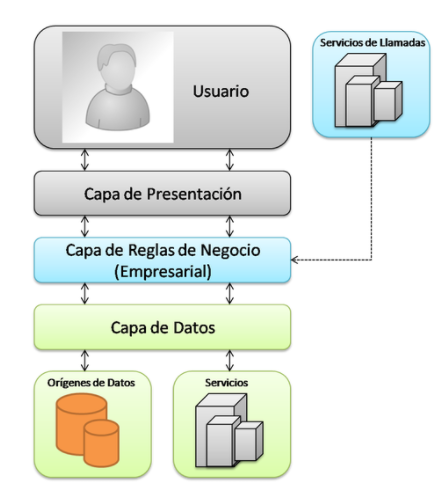 Servicios de Llamadas
Usuario
Capa de Presentación
Capa de Reglas de Negocio
(Empresarial)
Capa de Datos
Orígenes de Datos
Servicios